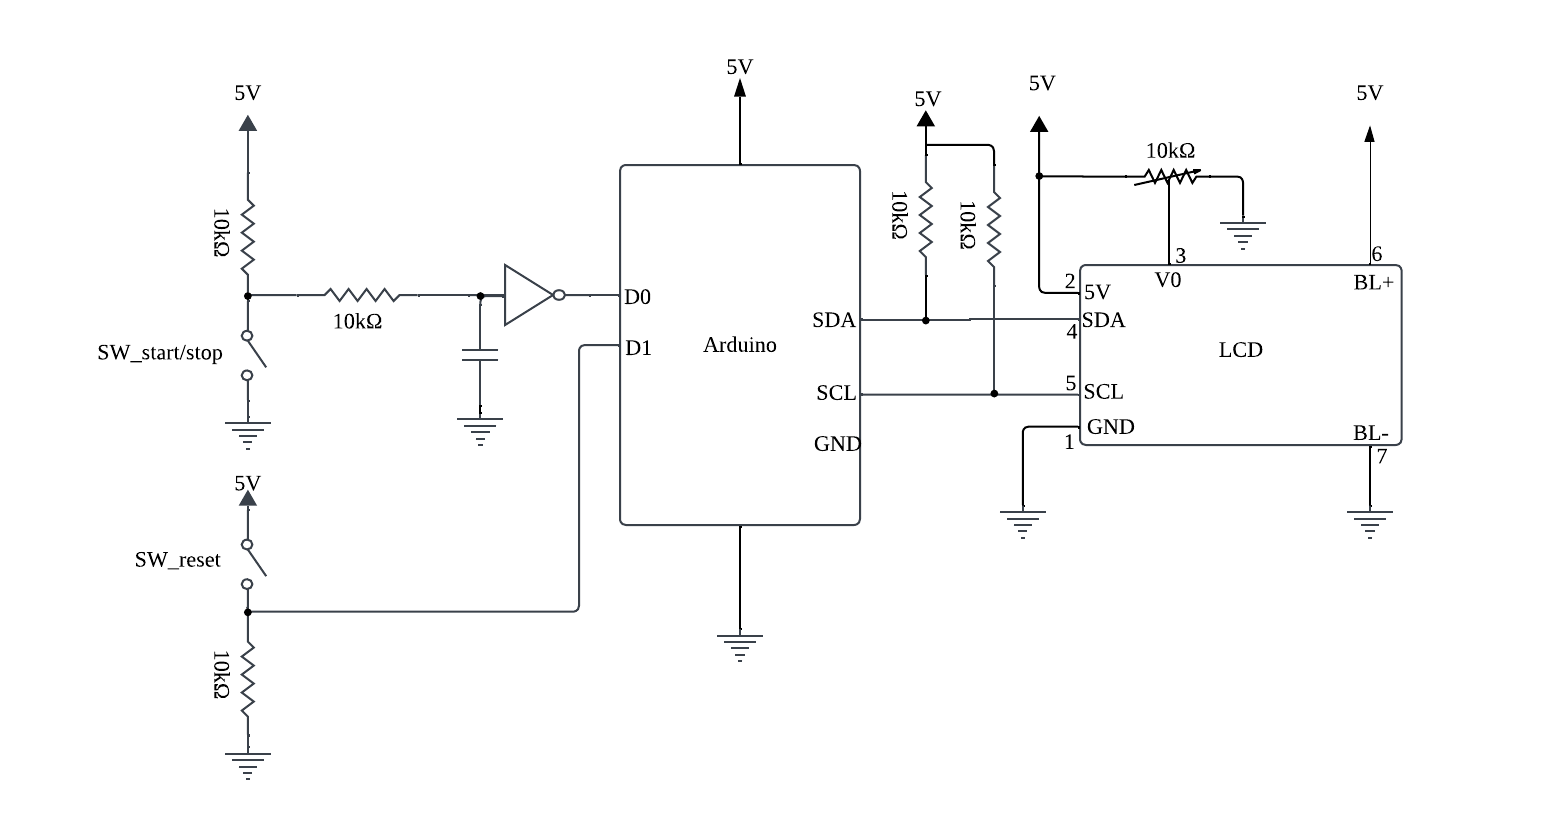 5V
10kΩ
10kΩ
SW_start/stop
5V
SW_reset
10kΩ
5V
D0
D1
Arduino
SDA
SCL
GND
5V
10kΩ
10kΩ
5V
10kΩ
5V
3
V0
6
BL+
2
5V
SDA
4
LCD
5
SCL
GND
1
BL-
7